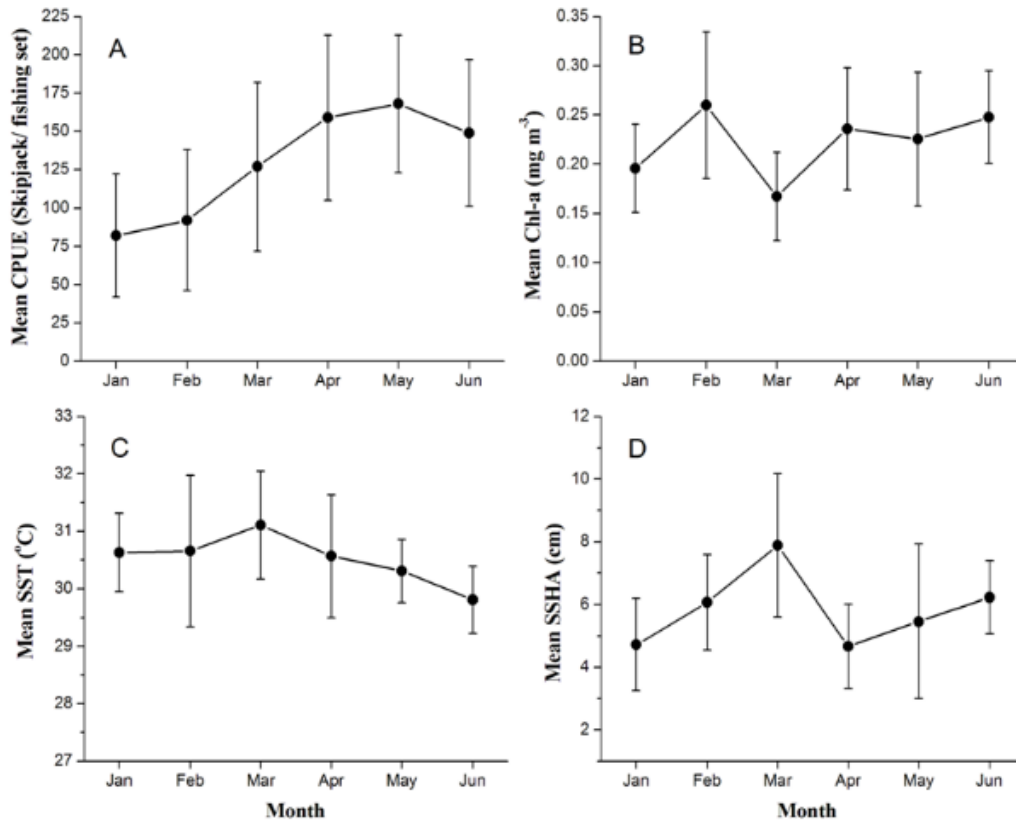 A
Mean CPUE (Skipjack/ fishing set)
225
200
175
150
125
100
75
50
25
0
Jan Feb Mar Apr May Jun
B
Mean Chl-a (mg m-3)
0.35
0.30
0.25
0.20
0.15
0.10
0.05
0.00
Jan Feb Mar Apr May Jun
C
Mean SST (°C)
33
32
31
30
29
28
27
Jan Feb Mar Apr May Jun
Month
D
Mean SSHA (cm)
12
10
8
6
4
2
Jan Feb Mar Apr May Jun
Month